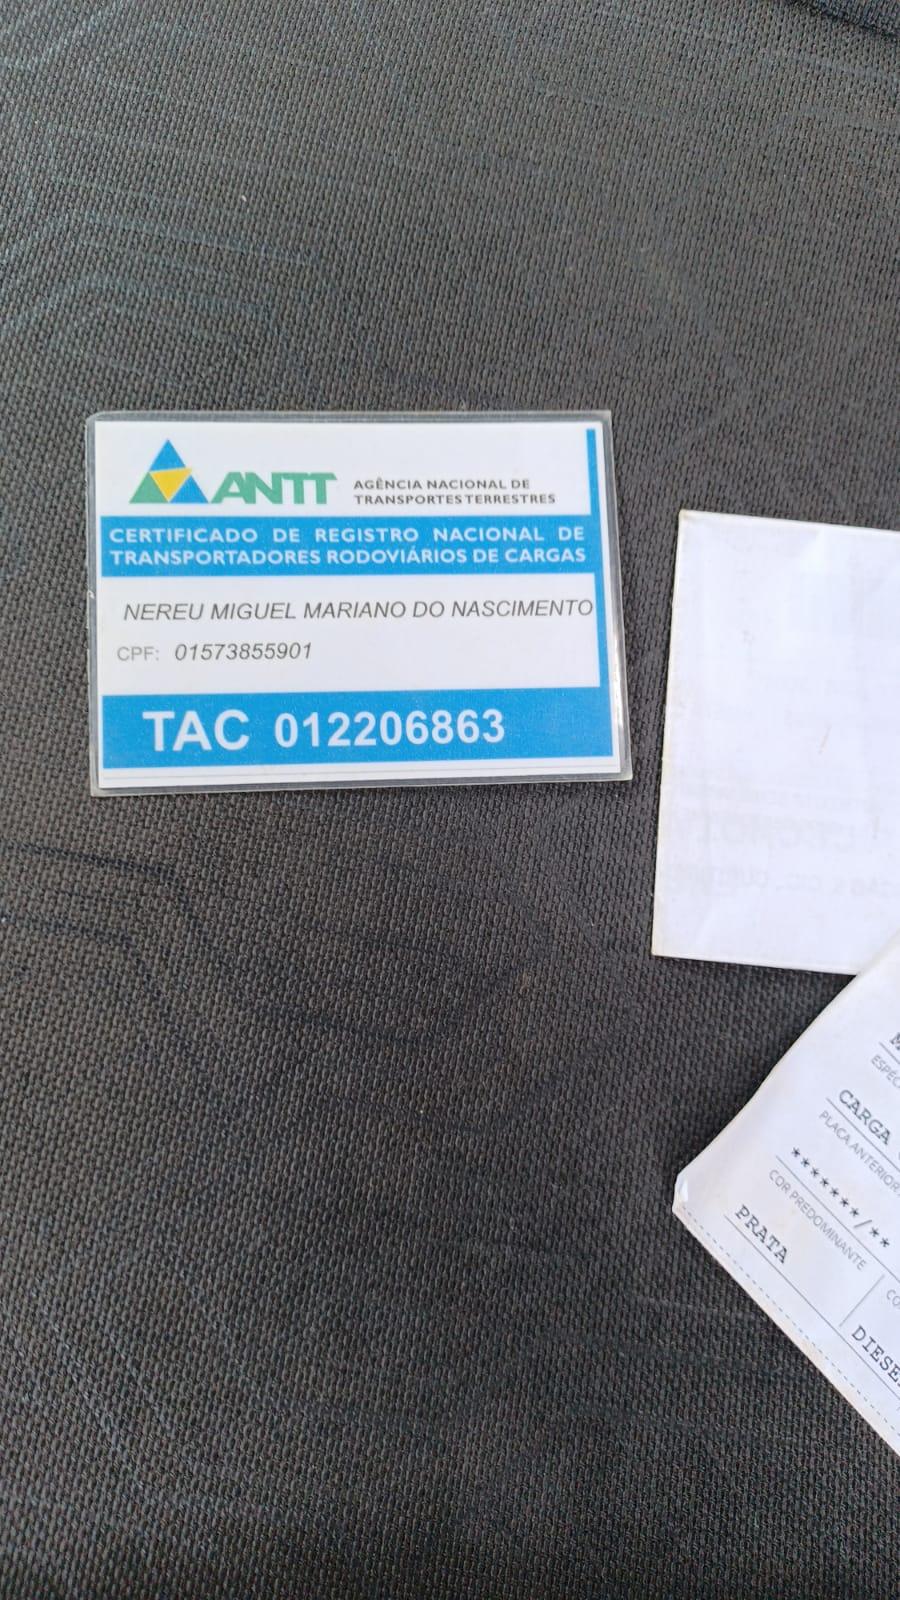 ANTT
AGÊNCIA NACIONAL DE
TRANSPORTES TERRESTRES
CERTIFICADO DE REGISTRO NACIONAL DE
TRANSPORTADORES RODOVIÁRIOS DE CARGAS
NEREU MIGUEL MARIANO DO NASCIMENTO
CPF: 01573855901
TAC 012206863
CARGA
PLACA ANTERIOR
*******/**
COR PREDOMINANTE
PRATA